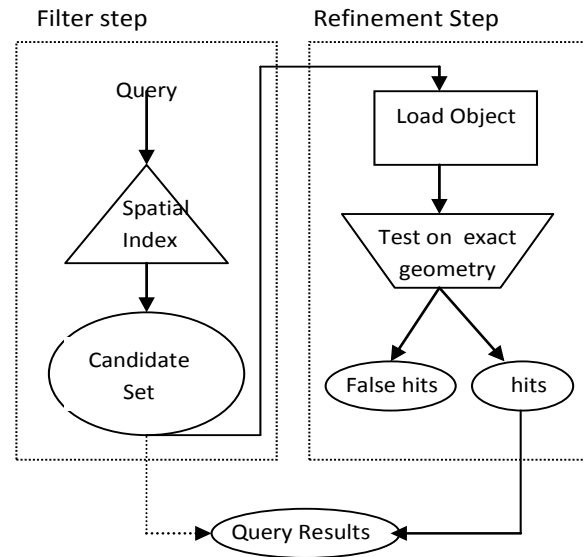 Filter step
Refinement Step
Query
Spatial
Index
Candidate
Set
Load Object
Test on exact
geometry
False hits
hits
Query Results